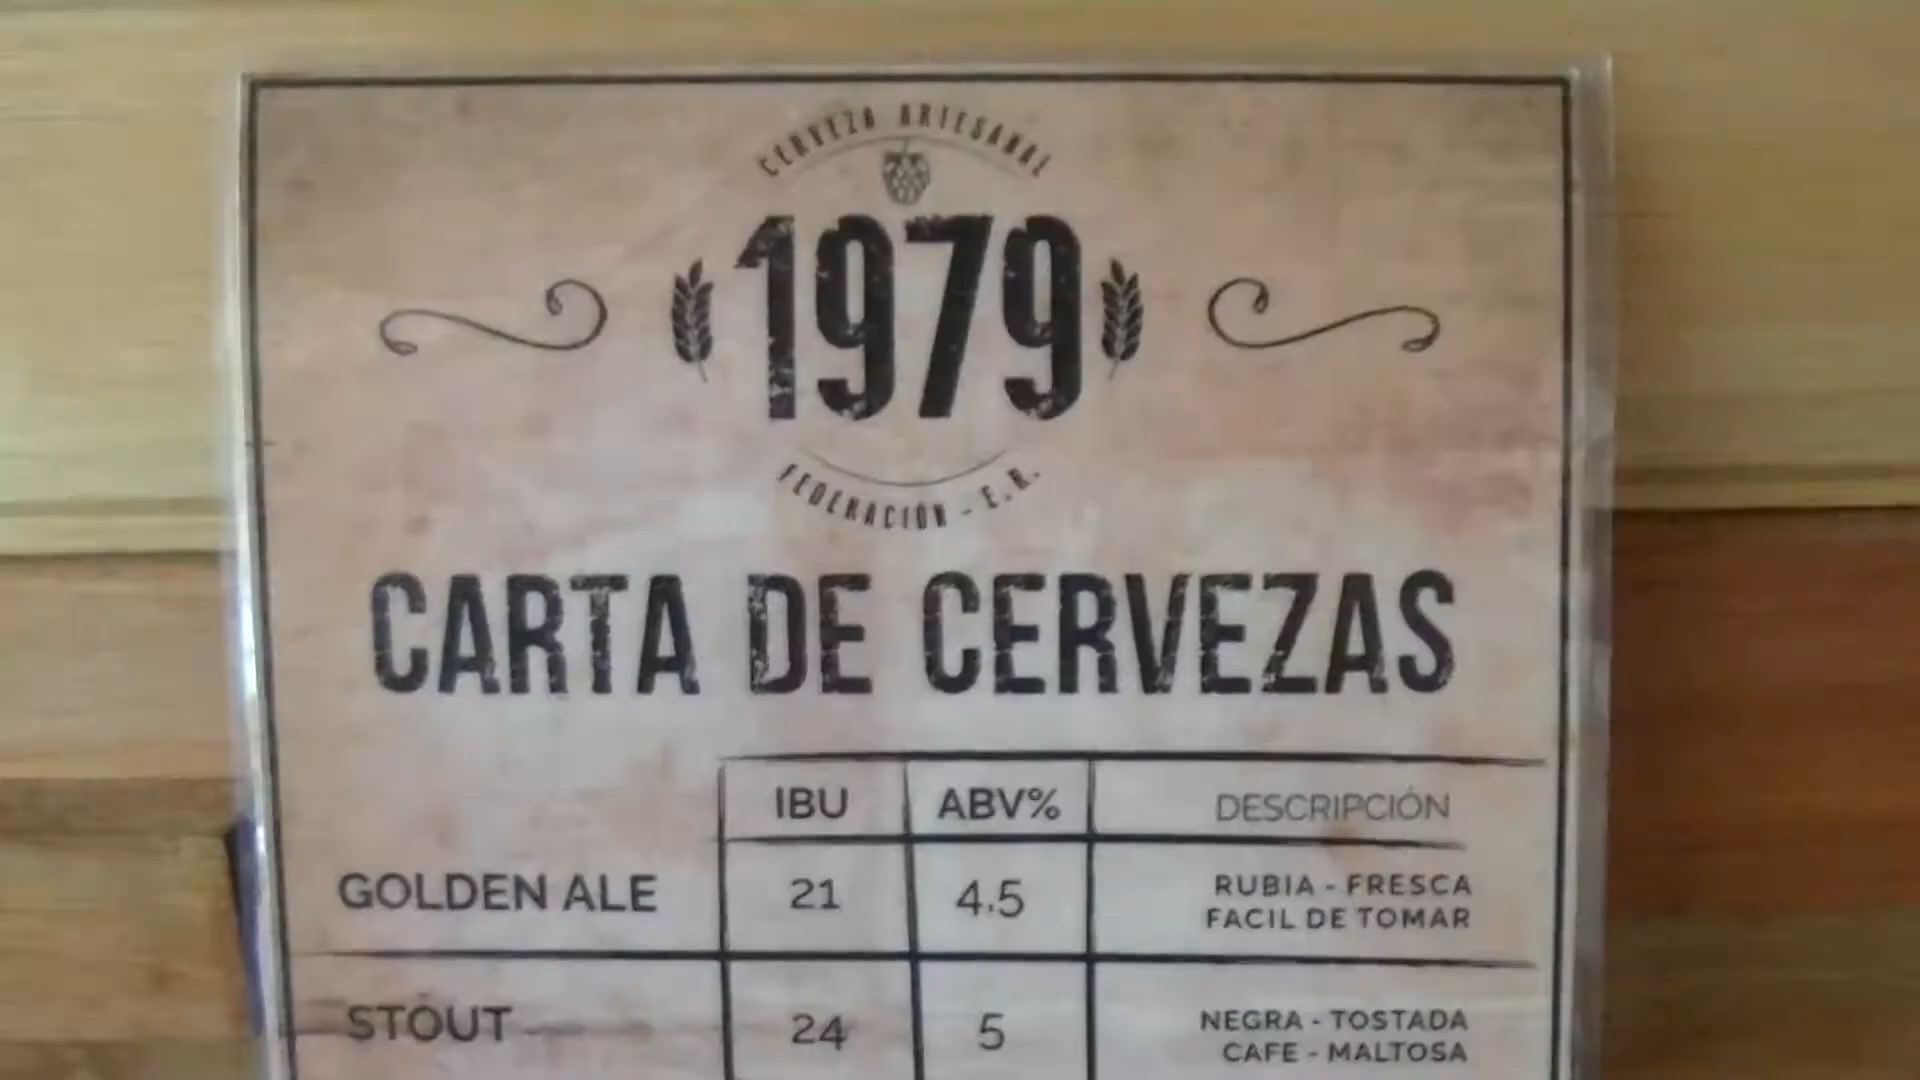 CERVEZA ARTESANAL
1979
FEDERACIÓN - E.R.
CARTA DE CERVEZAS
IBU ABV% DESCRIPCIÓN
GOLDEN ALE 21 4.5 RUBIA - FRESCA
FACIL DE TOMAR
STOUT 24 5 NEGRA - TOSTADA
CAFE - MALTOSA